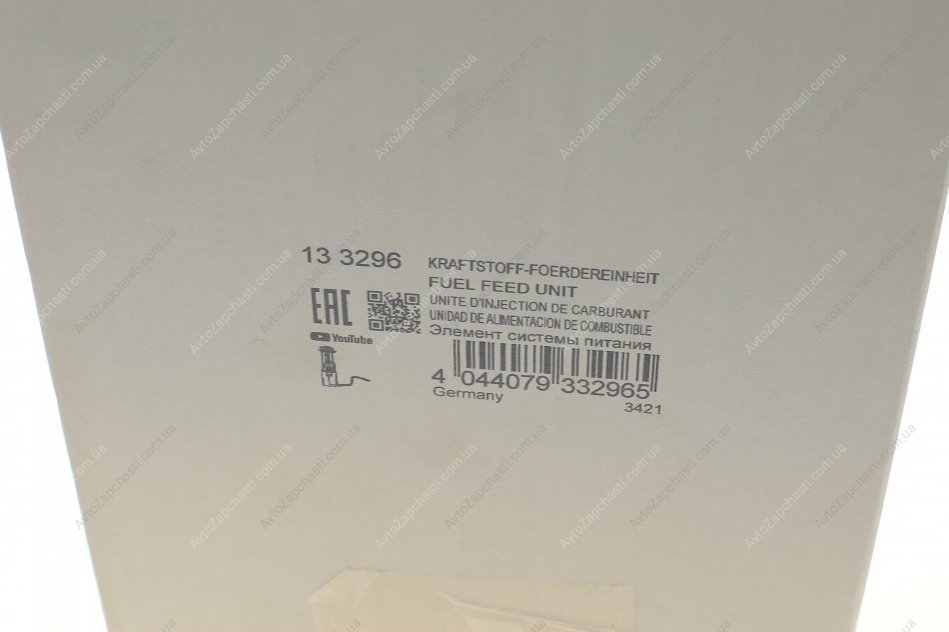 13 3296
KRAFTSTOFF-FOERDEREINHEIT
FUEL FEED UNIT
UNITE D'INJECTION DE CARBURANT
UNIDAD DE ALIMENTACION DE COMBUSTIBLE
Элемент системы питания
EAC
YouTube
4 044079 332965
Germany
3421
AvtoZapchasti.com.ua